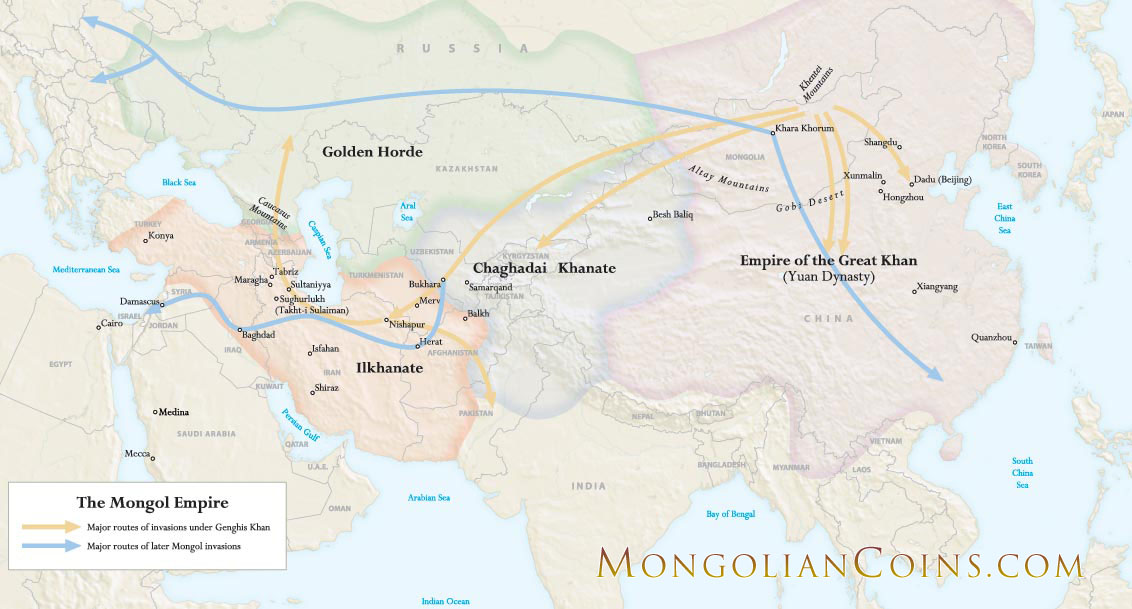 RUSSIA
Khentei
Mountains
Khara Khorum
Shangdu
NORTH
KOREA
JAPAN
Golden Horde
MONGOLIA
KAZAKHSTAN
Altay Mountains
Xunmalin
Dadu (Beijing)
SOUTH
KOREA
Hongzhou
Gobi Desert
Black Sea
Caucasus
Mountains
Aral
Sea
Besh Baliq
East
China
Sea
TURKEY
Konya
GEORGIA
ARMENIA
AZERBAIJAN
Caspian Sea
UZBEKISTAN
KYRGYZSTAN
Empire of the Great Khan
(Yuan Dynasty)
Mediterranean Sea
Tabriz
Maragha
Sultaniyya
TURKMENISTAN
Chaghadai Khanate
Bukhara
Samarqand
TAJIKISTAN
Xiangyang
SYRIA
Damascus
Sughurlukh
(Takht-i Sulaiman)
Merv
Balkh
CHINA
ISRAEL
JORDAN
Cairo
Nishapur
Baghdad
Herat
Quanzhou
TAIWAN
IRAQ
Isfahan
AFGHANISTAN
EGYPT
IRAN
Ilkhanate
KUWAIT
Shiraz
Medina
PAKISTAN
NEPAL
BHUTAN
SAUDI ARABIA
Persian Gulf
QATAR
Mecca
U.A.E.
VIETNAM
BANGLADESH
MYANMAR
LAOS
South
China
Sea
INDIA
OMAN
Arabian Sea
Bay of Bengal
The Mongol Empire
Major routes of invasions under Genghis Khan
Major routes of later Mongol invasions
MONGOLIANCOINS.COM
Indian Ocean